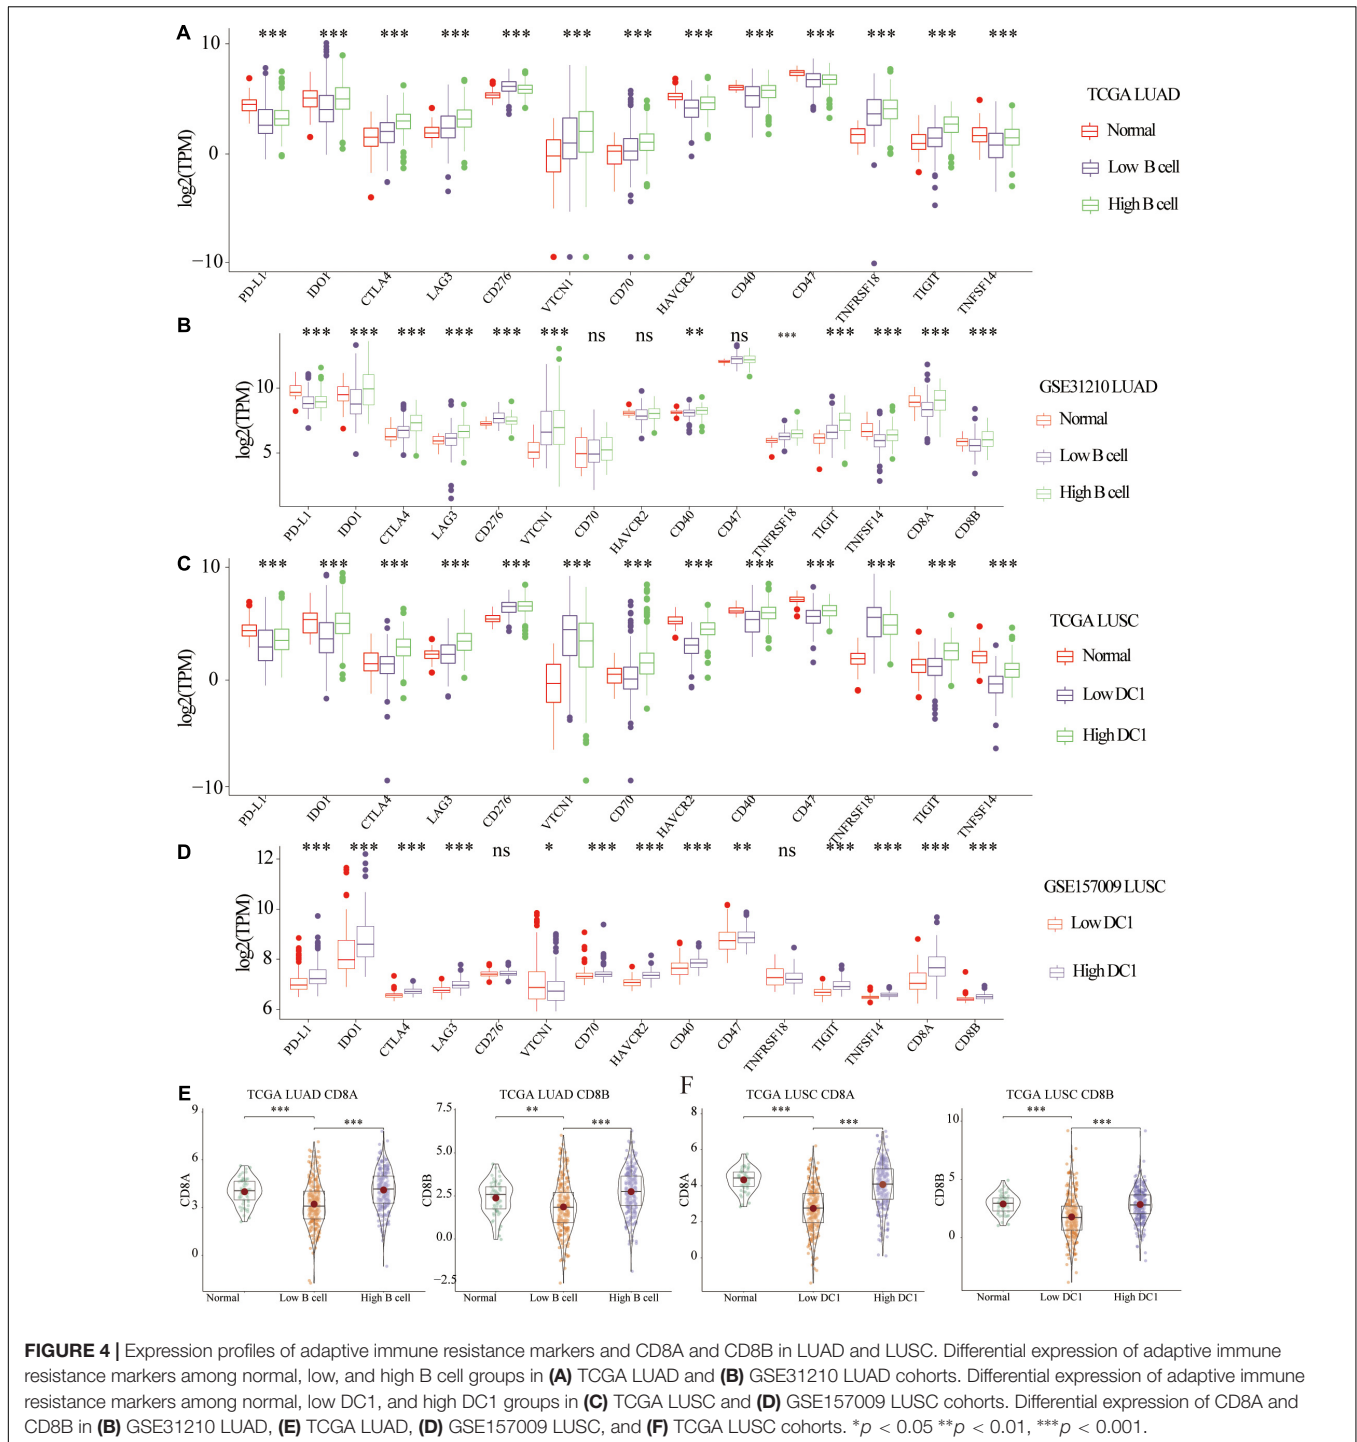 A
*** *** *** *** *** *** *** *** *** *** *** *** ***
10
0
−10
log2(TPM)
PD-L1 IDO1 CTLA4 LAG3 CD276 VTCN1 CD70 HAVCR2 CD40 CD47 TNFRSF18 TIGIT TNFSF14
TCGA LUAD
Normal
Low B cell
High B cell
B
*** *** *** *** *** *** ns ns ** ns *** *** *** *** ***
10
5
log2(TPM)
PD-L1 IDO1 CTLA4 LAG3 CD276 VTCN1 CD70 HAVCR2 CD40 CD47 TNFRSF18 TIGIT TNFSF14 CD8A CD8B
GSE31210 LUAD
Normal
Low B cell
High B cell
C
*** *** *** *** *** *** *** *** *** *** *** *** ***
10
0
−10
log2(TPM)
PD-L1 IDO1 CTLA4 LAG3 CD276 VTCN1 CD70 HAVCR2 CD40 CD47 TNFRSF18 TIGIT TNFSF14
TCGA LUSC
Normal
Low DC1
High DC1
D
*** *** *** *** ns * *** *** *** ** ns *** *** *** ***
12
10
8
6
log2(TPM)
PD-L1 IDO1 CTLA4 LAG3 CD276 VTCN1 CD70 HAVCR2 CD40 CD47 TNFRSF18 TIGIT TNFSF14 CD8A CD8B
GSE157009 LUSC
Low DC1
High DC1
E
TCGA LUAD CD8A
*** ***
9
6
3
0
CD8A
Normal Low B cell High B cell
TCGA LUAD CD8B
** ***
7.5
5.0
2.5
0.0
−2.5
CD8B
Normal Low B cell High B cell
F
TCGA LUSC CD8A
*** ***
8
6
4
2
0
CD8A
Normal Low DC1 High DC1
TCGA LUSC CD8B
*** ***
10
5
0
CD8B
Normal Low DC1 High DC1
FIGURE 4 | Expression profiles of adaptive immune resistance markers and CD8A and CD8B in LUAD and LUSC. Differential expression of adaptive immune
resistance markers among normal, low, and high B cell groups in (A) TCGA LUAD and (B) GSE31210 LUAD cohorts. Differential expression of adaptive immune
resistance markers among normal, low DC1, and high DC1 groups in (C) TCGA LUSC and (D) GSE157009 LUSC cohorts. Differential expression of CD8A and
CD8B in (B) GSE31210 LUAD, (E) TCGA LUAD, (D) GSE157009 LUSC, and (F) TCGA LUSC cohorts. *p < 0.05 **p < 0.01, ***p < 0.001.